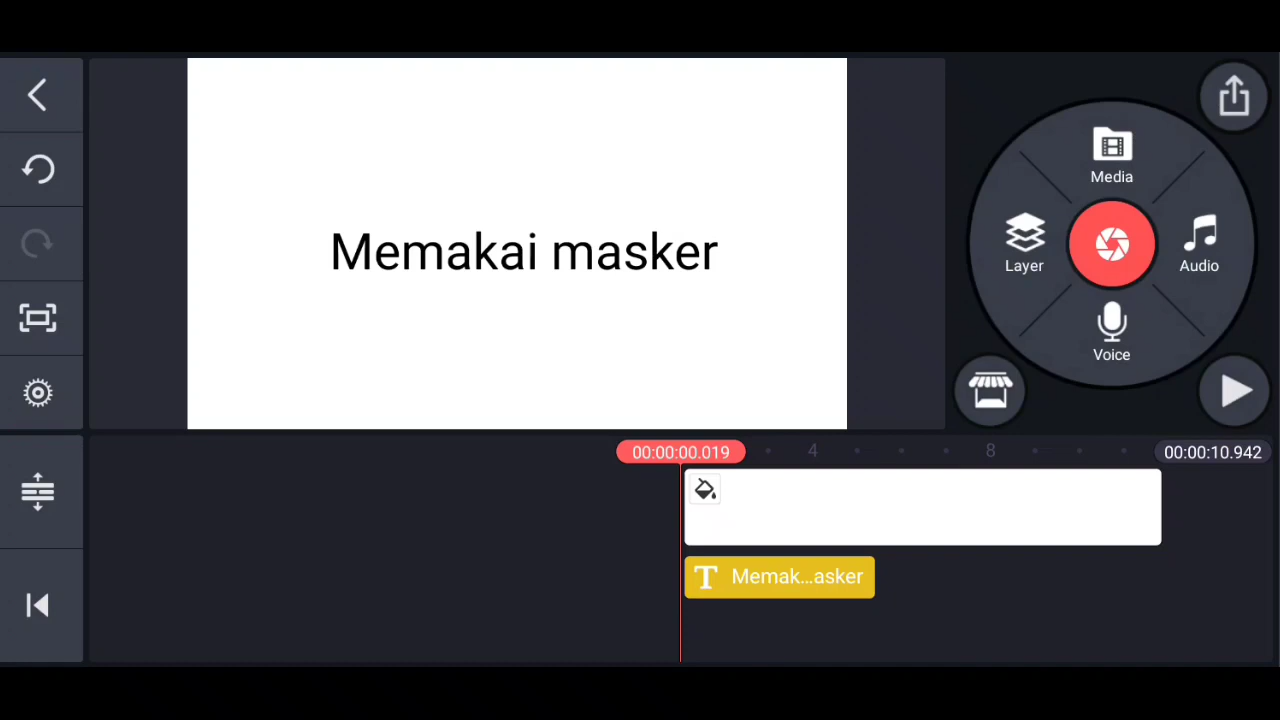 Memakai masker
Media
Layer
Audio
Voice
00:00:00.019
4
8
00:00:10.942
T Memak...asker